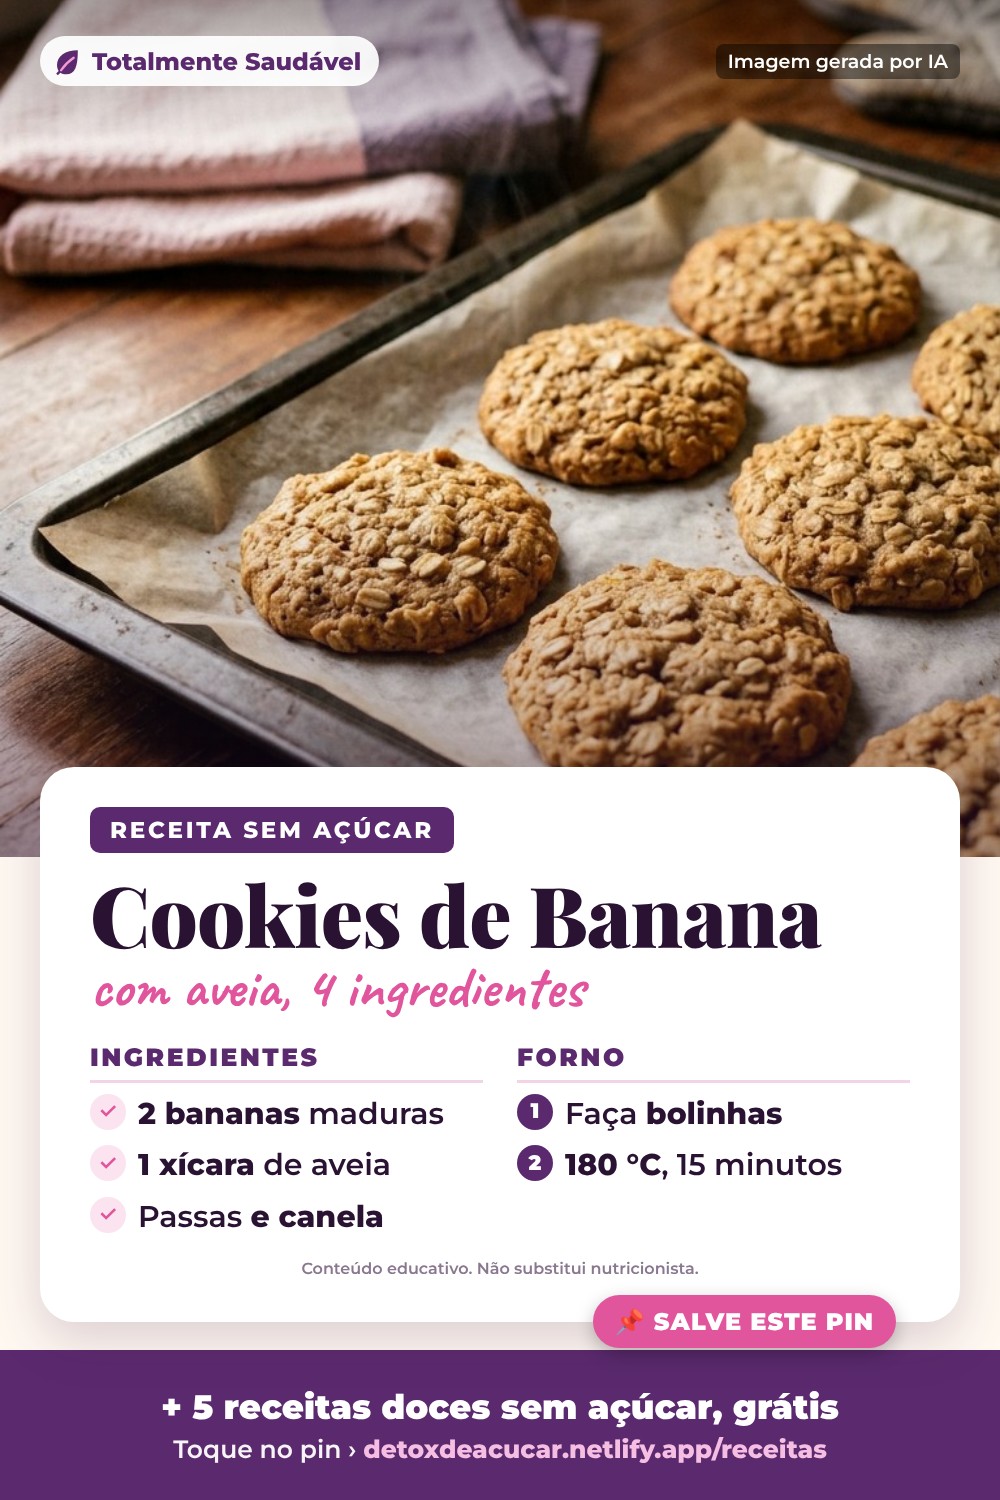 Totalmente Saudável
Imagem gerada por IA
RECEITA SEM AÇÚCAR
Cookies de Banana
com aveia, 4 ingredientes
INGREDIENTES
2 bananas maduras
1 xícara de aveia
Passas e canela
FORNO
1 Faça bolinhas
2 180 °C, 15 minutos
Conteúdo educativo. Não substitui nutricionista.
📌 SALVE ESTE PIN
+ 5 receitas doces sem açúcar, grátis
Toque no pin › detoxdeacucar.netlify.app/receitas